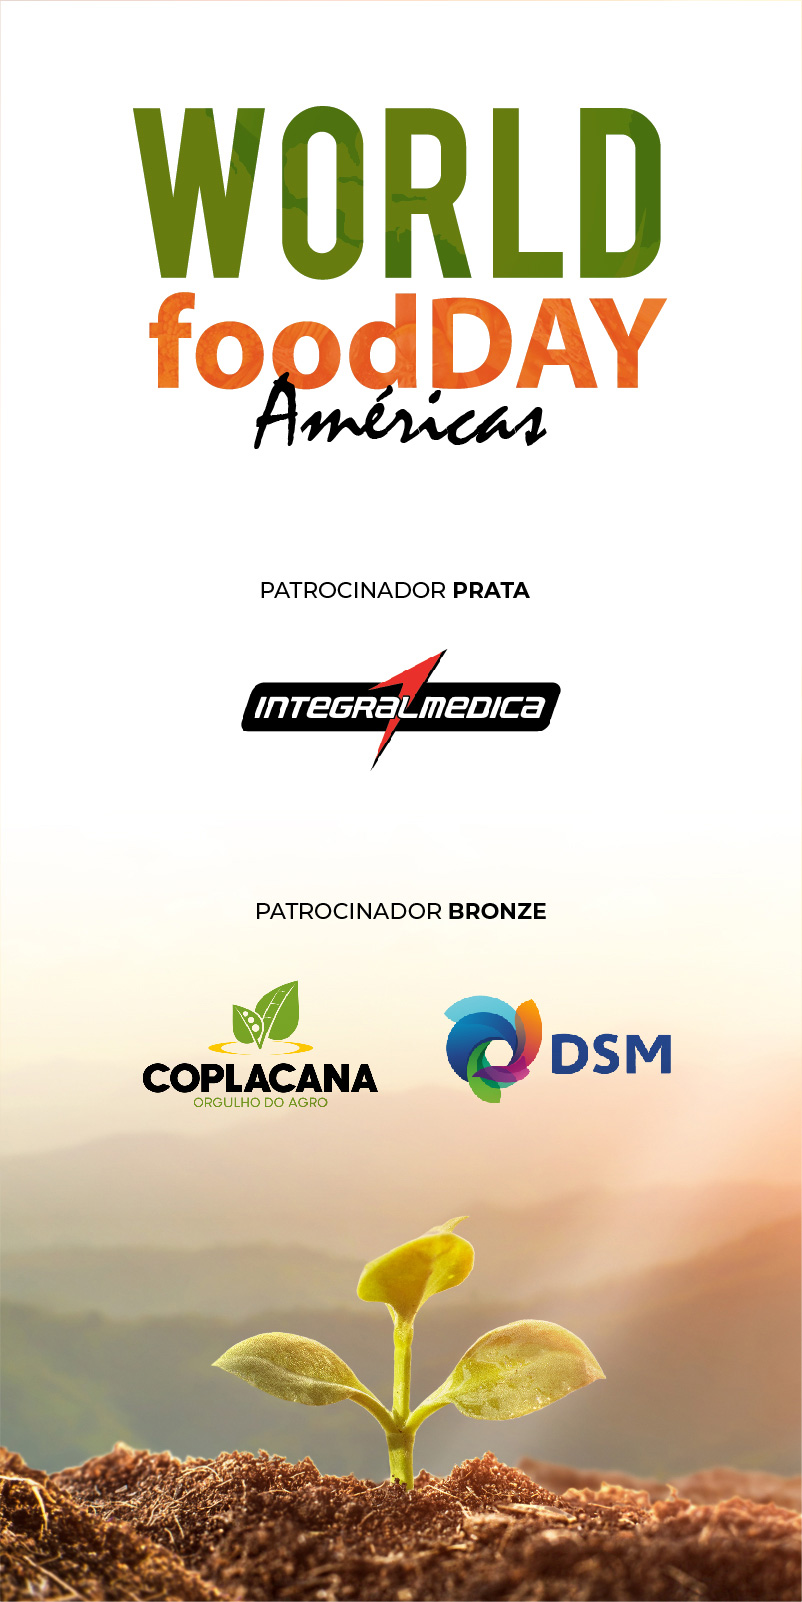 WORLD
foodDAY
Américas
PATROCINADOR PRATA
INTEGRALMEDICA
PATROCINADOR BRONZE
COPLACANA
ORGULHO DO AGRO
DSM